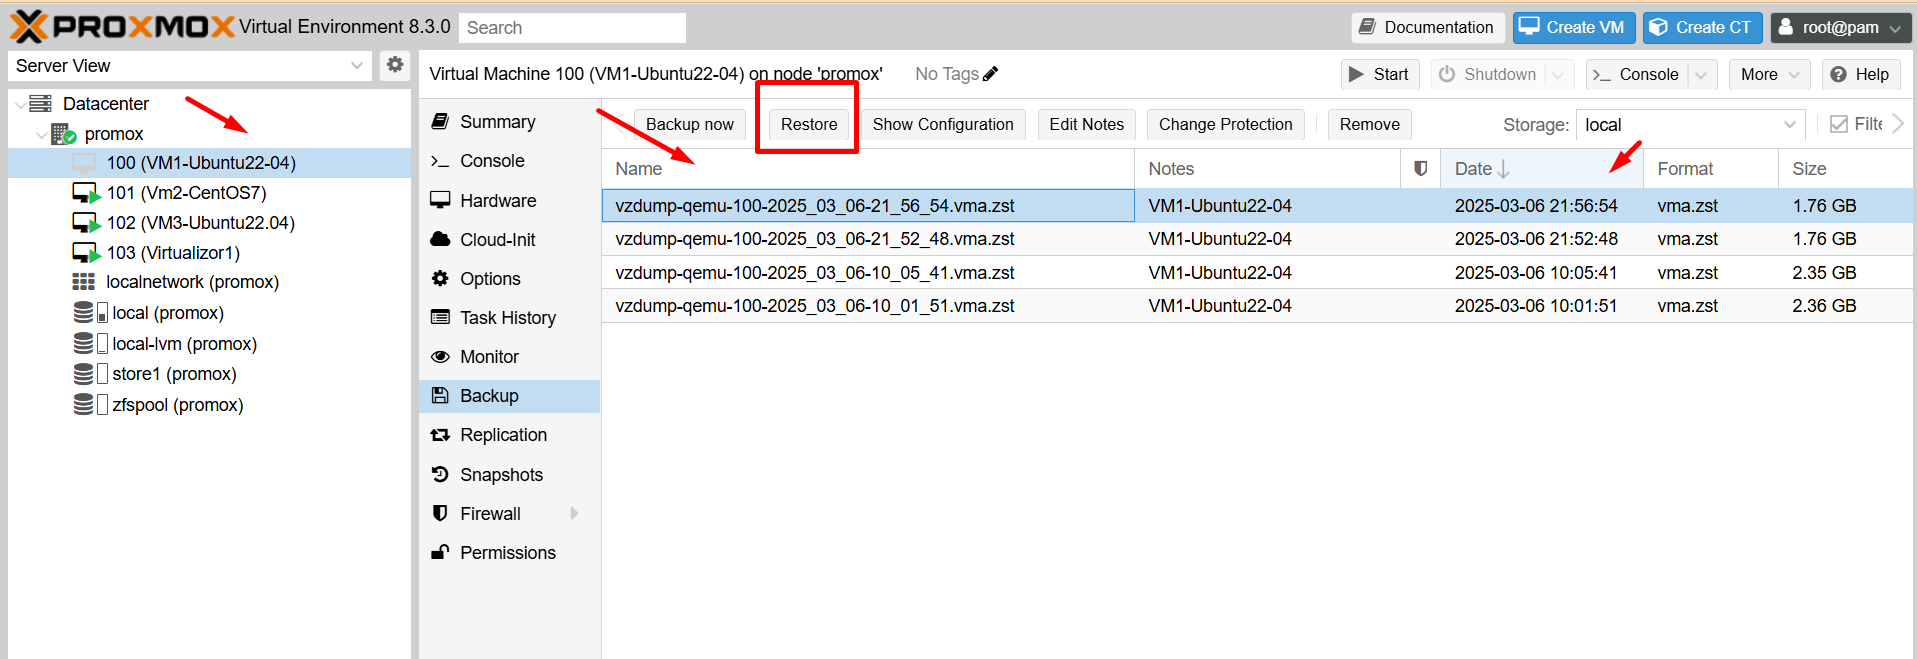 PROXMOX Virtual Environment 8.3.0 Search Documentation Create VM Create CT root@pam
Server View
Datacenter
promox
100 (VM1-Ubuntu22-04)
101 (Vm2-CentOS7)
102 (VM3-Ubuntu22.04)
103 (Virtualizor1)
localnetwork (promox)
local (promox)
local-lvm (promox)
store1 (promox)
zfspool (promox)
Virtual Machine 100 (VM1-Ubuntu22-04) on node 'promox' No Tags Start Shutdown Console More Help
Summary
Console
Hardware
Cloud-Init
Options
Task History
Monitor
Backup
Replication
Snapshots
Firewall
Permissions
Backup now Restore Show Configuration Edit Notes Change Protection Remove Storage: local Filte
Name Notes Date Format Size
vzdump-qemu-100-2025_03_06-21_56_54.vma.zst VM1-Ubuntu22-04 2025-03-06 21:56:54 vma.zst 1.76 GB
vzdump-qemu-100-2025_03_06-21_52_48.vma.zst VM1-Ubuntu22-04 2025-03-06 21:52:48 vma.zst 1.76 GB
vzdump-qemu-100-2025_03_06-10_05_41.vma.zst VM1-Ubuntu22-04 2025-03-06 10:05:41 vma.zst 2.35 GB
vzdump-qemu-100-2025_03_06-10_01_51.vma.zst VM1-Ubuntu22-04 2025-03-06 10:01:51 vma.zst 2.36 GB